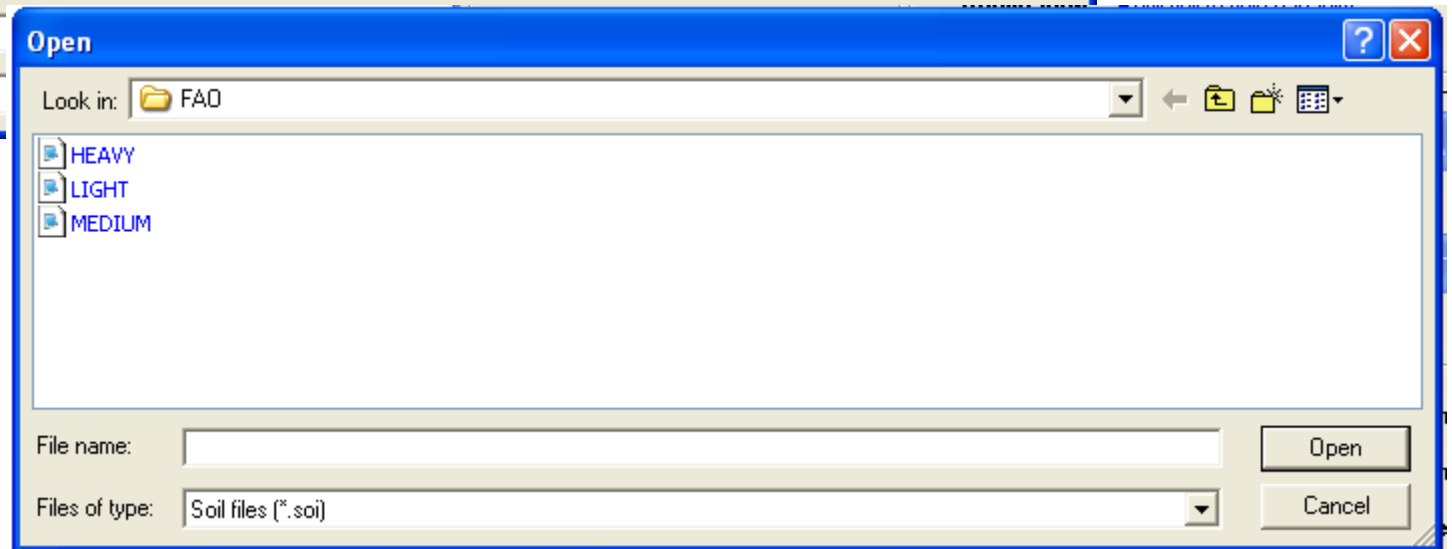 Open
Look in: FAO
HEAVY
LIGHT
MEDIUM
File name:
Open
Files of type: Soil files (*.soi)
Cancel